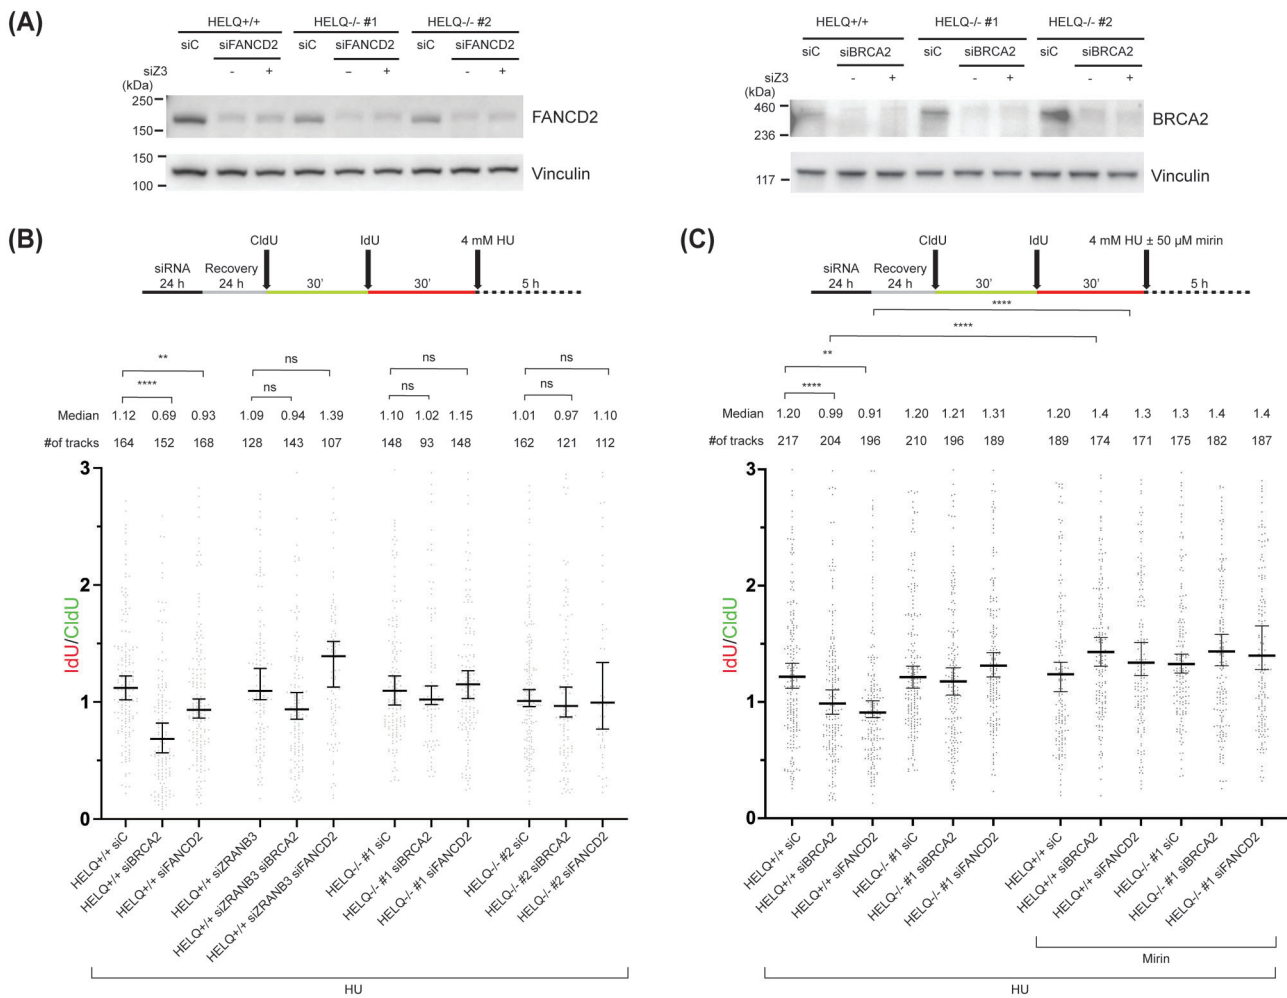 (A)
HELQ+/+ HELQ-/- #1 HELQ-/- #2
siC siFANCD2 siC siFANCD2 siC siFANCD2
siZ3 - + – + - +
(kDa)
250
150
FANCD2
150
100
Vinculin
HELQ+/+ HELQ-/- #1 HELQ-/- #2
siC siBRCA2 siC siBRCA2 siC siBRCA2
siZ3 - + - + - +
(kDa)
460
236
BRCA2
117
Vinculin
(B)
CldU IdU 4 mM HU
siRNA Recovery
24 h 24 h 30’ 30’ 5 h
** ns ns ns
**** ns ns ns
Median 1.12 0.69 0.93 1.09 0.94 1.39 1.10 1.02 1.15 1.01 0.97 1.10
#of tracks 164 152 168 128 143 107 148 93 148 162 121 112
3
2
1
0
IdU/CldU
HELQ+/+ siC
HELQ+/+ siBRCA2
HELQ+/+ siFANCD2
HELQ+/+ siZRANB3
HELQ+/+ siZRANB3 siBRCA2
HELQ+/+ siZRANB3 siFANCD2
HELQ-/- #1 siC
HELQ-/- #1 siBRCA2
HELQ-/- #1 siFANCD2
HELQ-/- #2 siC
HELQ-/- #2 siBRCA2
HELQ-/- #2 siFANCD2
HU
(C)
CldU IdU 4 mM HU ± 50 µM mirin
siRNA Recovery
24 h 24 h 30’ 30’ 5 h
****
****
**
****
Median 1.20 0.99 0.91 1.20 1.21 1.31 1.20 1.4 1.3 1.3 1.4 1.4
#of tracks 217 204 196 210 196 189 189 174 171 175 182 187
3
2
1
0
IdU/CldU
HELQ+/+ siC
HELQ+/+ siBRCA2
HELQ+/+ siFANCD2
HELQ-/- #1 siC
HELQ-/- #1 siBRCA2
HELQ-/- #1 siFANCD2
HELQ+/+ siC
HELQ+/+ siBRCA2
HELQ+/+ siFANCD2
HELQ-/- #1 siC
HELQ-/- #1 siBRCA2
HELQ-/- #1 siFANCD2
Mirin
HU